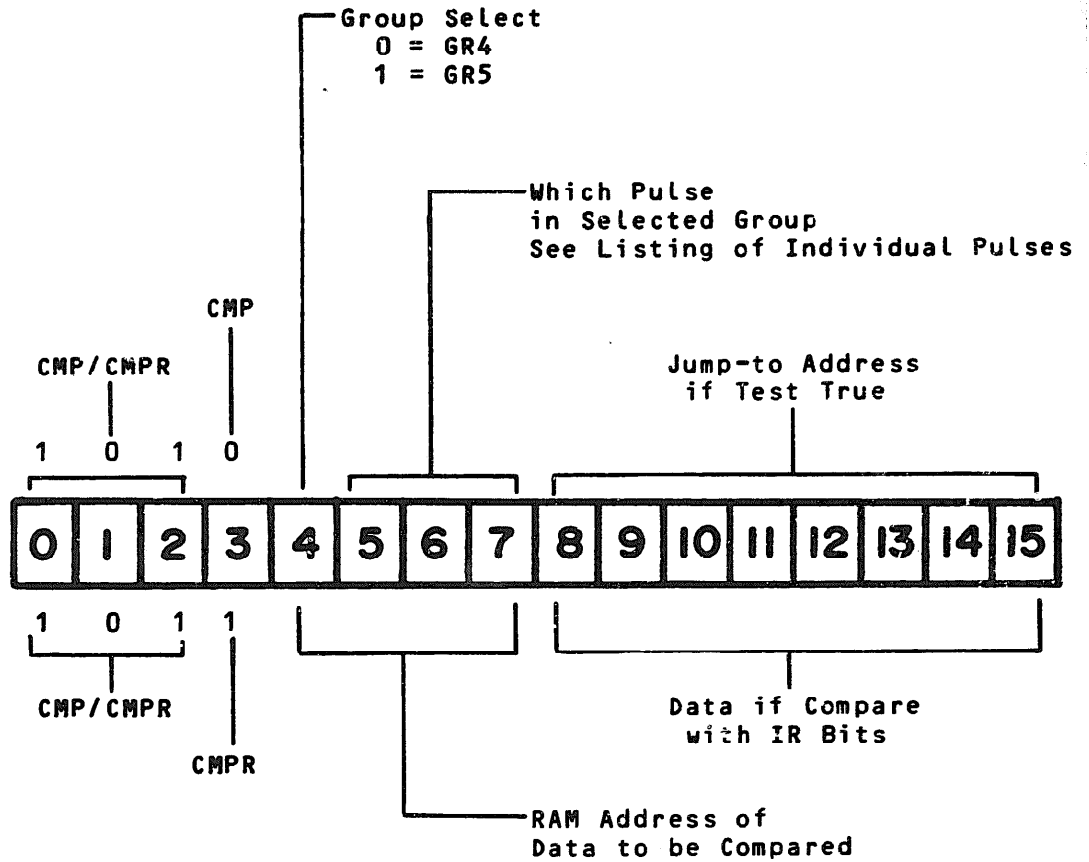 Group Select
0 = GR4
1 = GR5
Which Pulse
in Selected Group
See Listing of Individual Pulses
CMP
CMP/CMPR
Jump-to Address
if Test True
1 0 1 0
0 1 2 3 4 5 6 7 8 9 10 11 12 13 14 15
1 0 1 1
CMP/CMPR
Data if Compare
with IR Bits
CMPR
RAM Address of
Data to be Compared